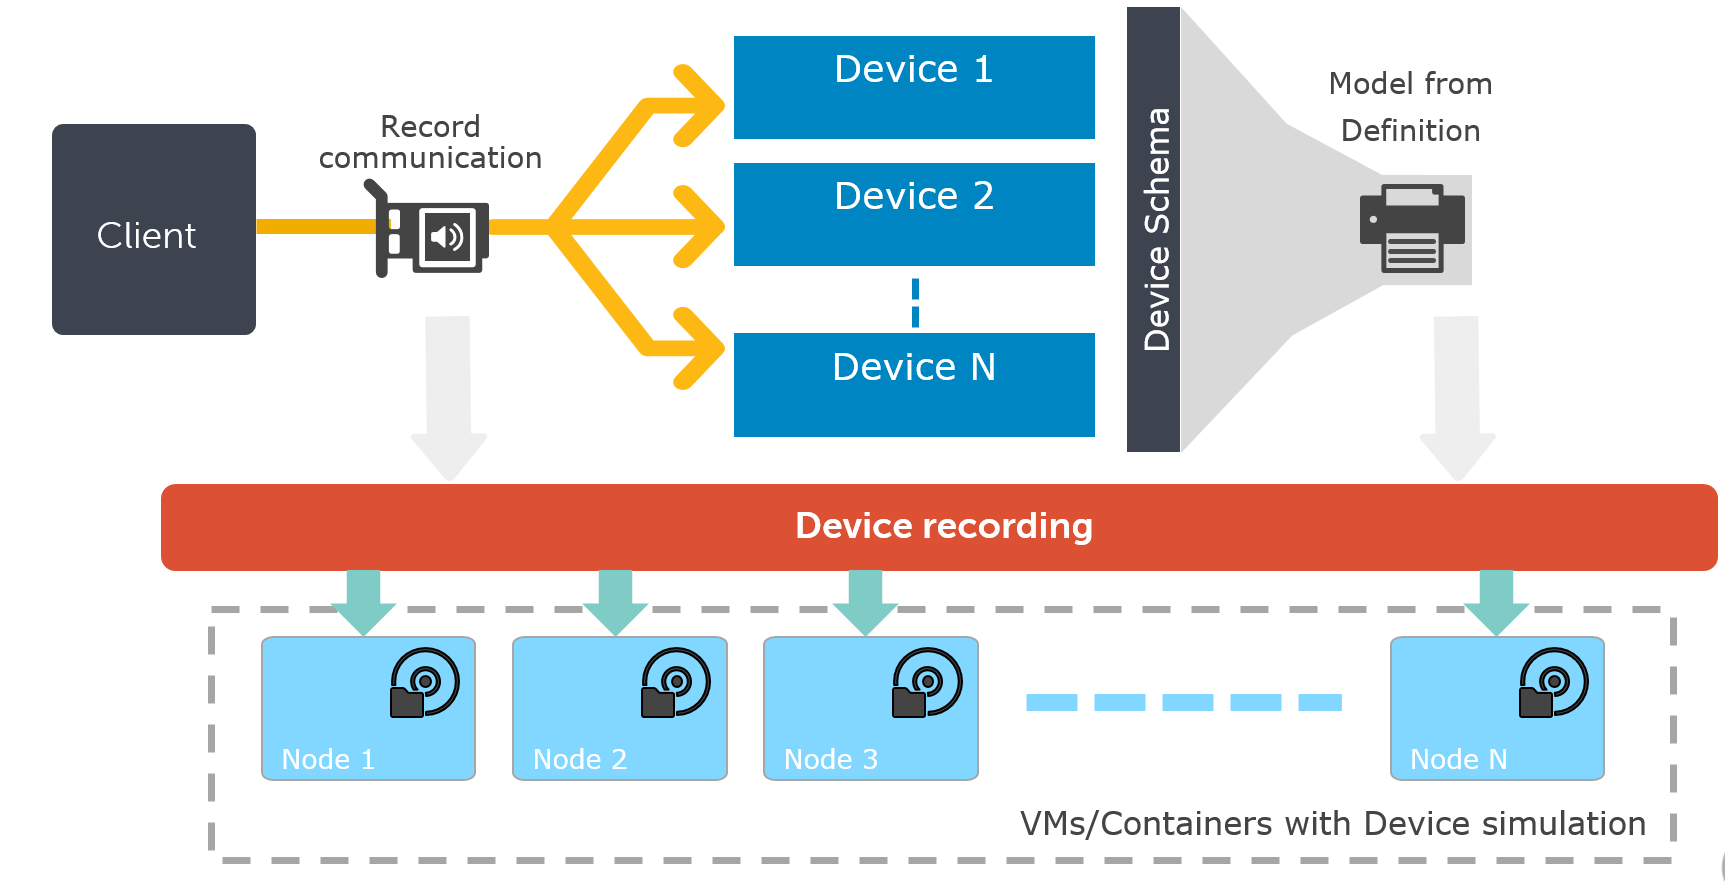 Client
Record
communication
Device 1
Device 2
Device N
Device Schema
Model from
Definition
Device recording
Node 1
Node 2
Node 3
Node N
VMs/Containers with Device simulation